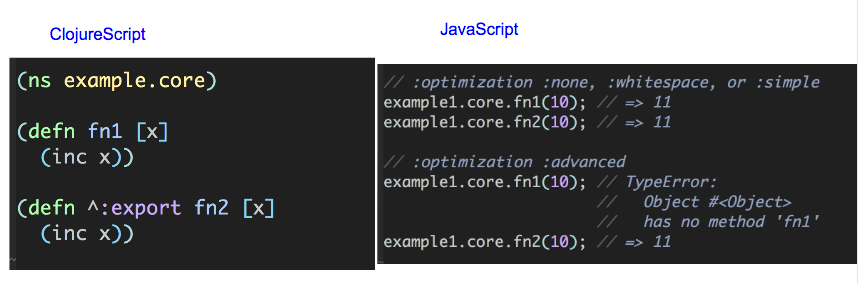 ClojureScript
(ns example.core)
(defn fn1 [x]
  (inc x))
(defn ^:export fn2 [x]
  (inc x))
~
JavaScript
// :optimization :none, :whitespace, or :simple
example1.core.fn1(10); // => 11
example1.core.fn2(10); // => 11
// :optimization :advanced
example1.core.fn1(10); // TypeError:
                       //   Object #<Object>
                       //   has no method 'fn1'
example1.core.fn2(10); // => 11
~